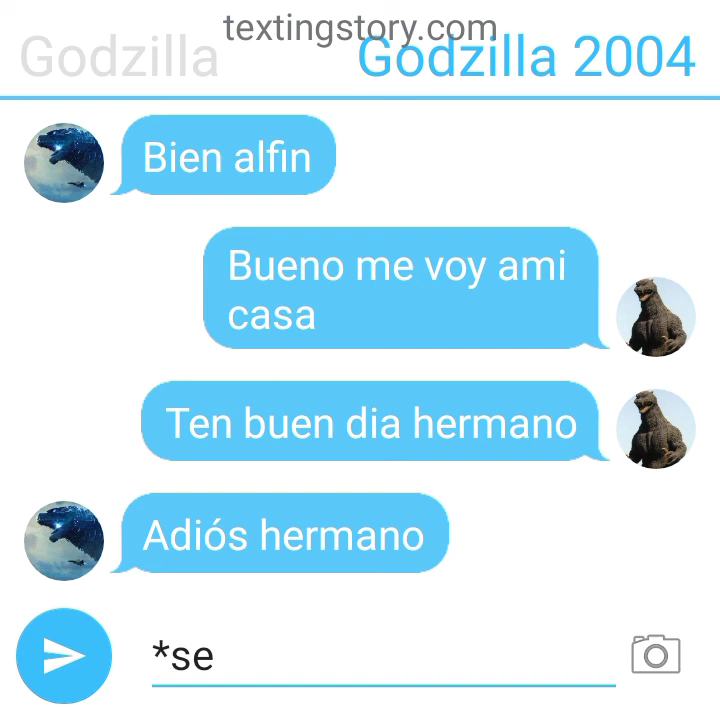 textingstory.com
Godzilla
Godzilla 2004
Bien alfin
Bueno me voy ami
casa
Ten buen dia hermano
Adiós hermano
*se